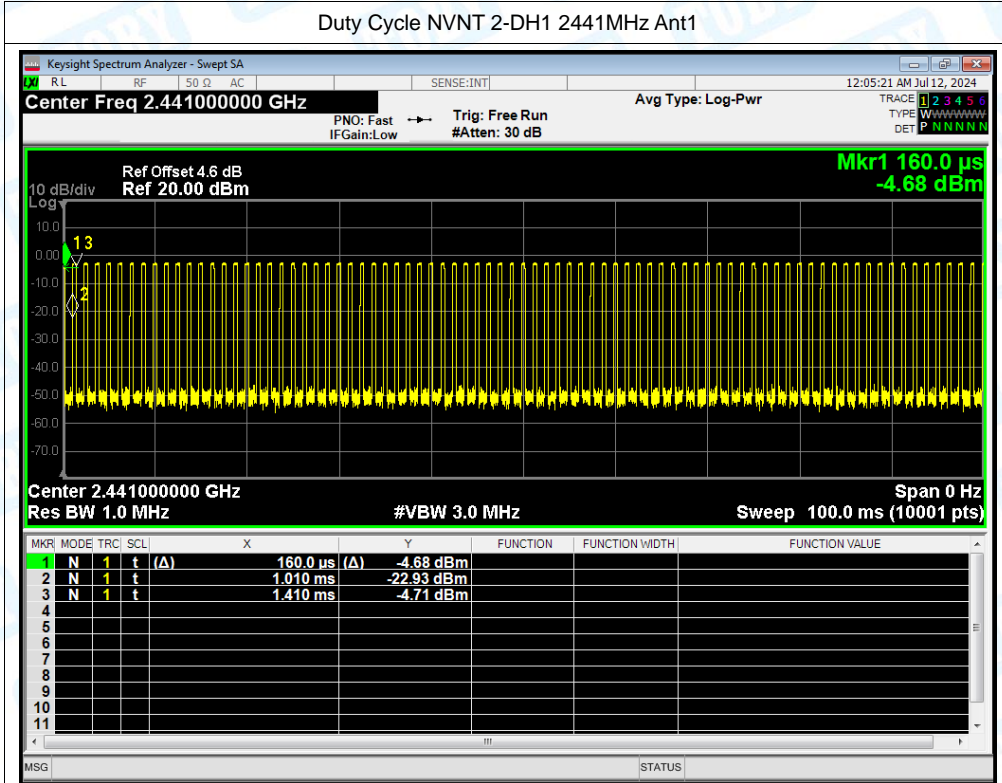 Duty Cycle NVNT 2-DH1 2441MHz Ant1
Keysight Spectrum Analyzer - Swept SA
LXI RL RF 50 Ω AC SENSE:INT 12:05:21 AM Jul 12, 2024
Center Freq 2.441000000 GHz Avg Type: Log-Pwr TRACE 1 2 3 4 5 6
PNO: Fast Trig: Free Run TYPE WWWWWW
IFGain:Low #Atten: 30 dB DET P N N N N N
Mkr1 160.0 µs
Ref Offset 4.6 dB
10 dB/div Ref 20.00 dBm -4.68 dBm
Log
10.0
1 3
0.00
-10.0
2
-20.0
-30.0
-40.0
-50.0
-60.0
-70.0
Center 2.441000000 GHz Span 0 Hz
Res BW 1.0 MHz #VBW 3.0 MHz Sweep 100.0 ms (10001 pts)
MKR MODE TRC SCL X Y FUNCTION FUNCTION WIDTH FUNCTION VALUE
1 N 1 t (Δ) 160.0 µs (Δ) -4.68 dBm
2 N 1 t 1.010 ms -22.93 dBm
3 N 1 t 1.410 ms -4.71 dBm
4
5
6
7
8
9
10
11
MSG STATUS